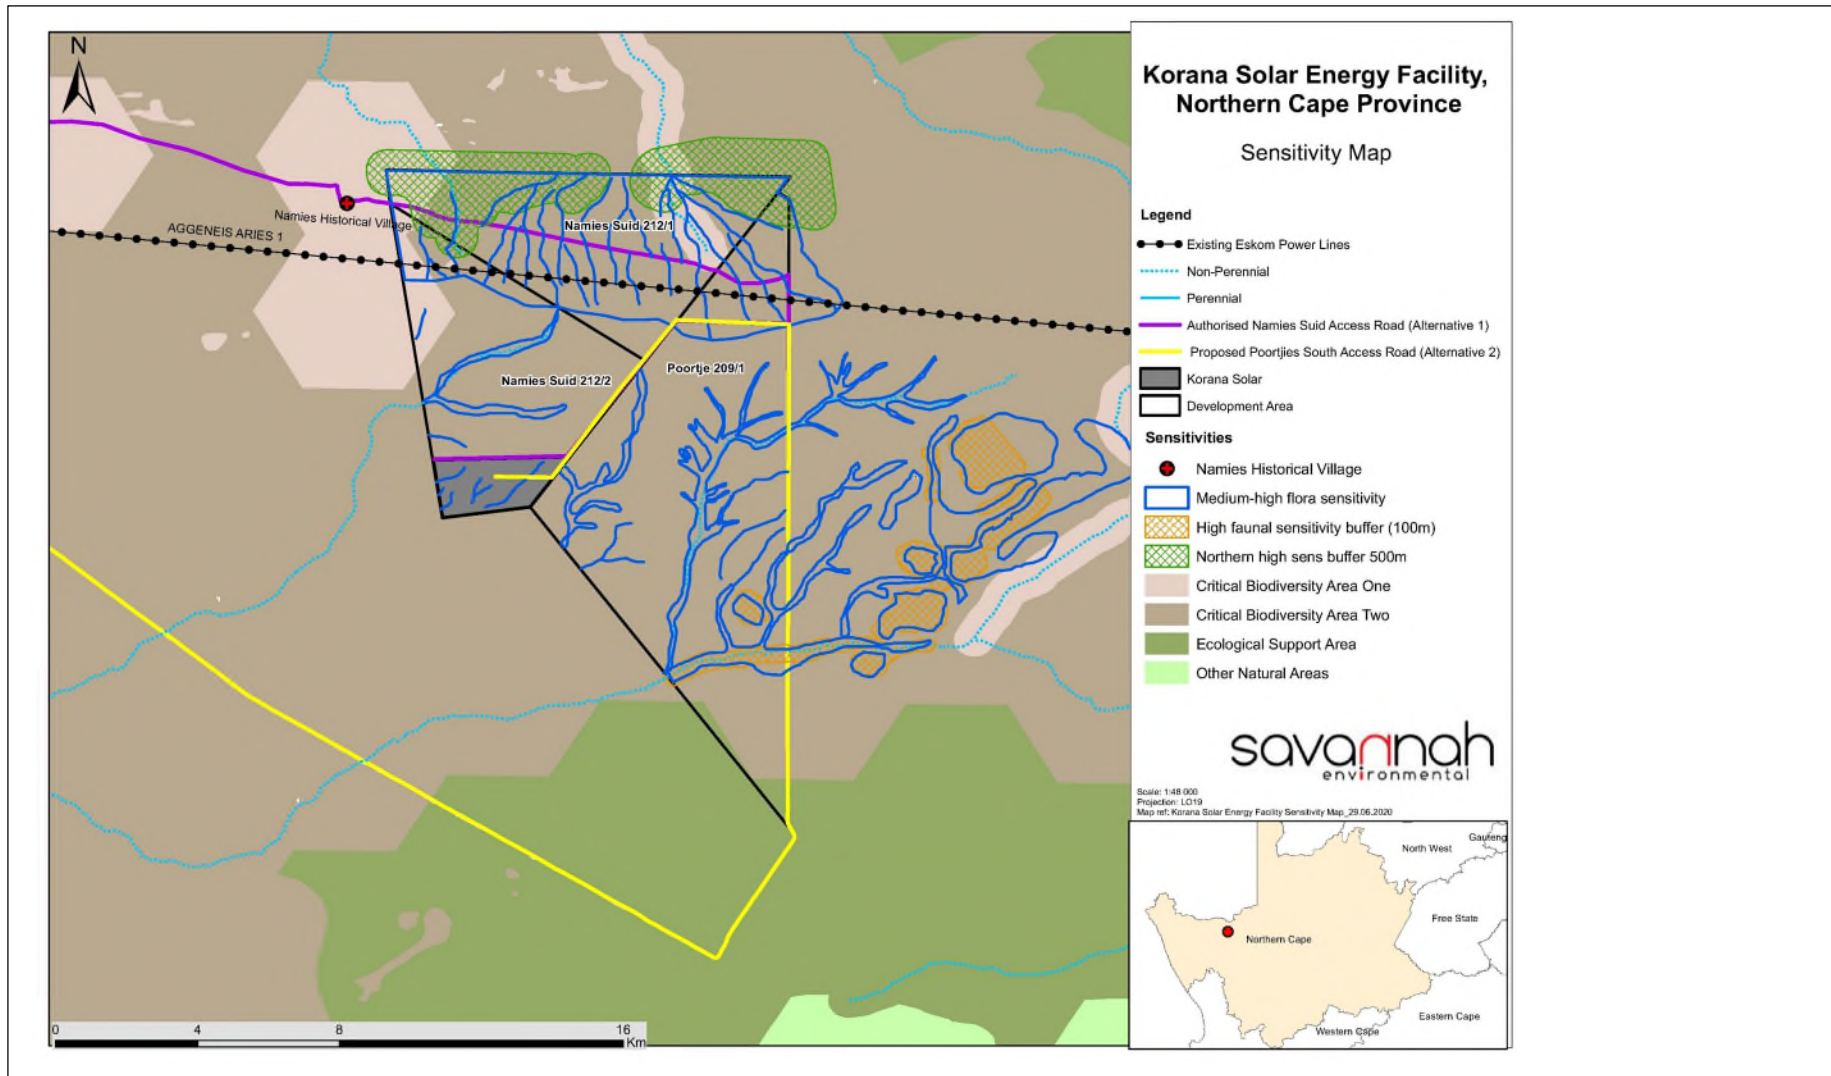 N
Namies Historical Village
AGGENEIS ARIES 1
Namies Suid 212/1
Namies Suid 212/2
Poortje 209/1
0 4 8 16
Km
Korana Solar Energy Facility,
Northern Cape Province
Sensitivity Map
Legend
Existing Eskom Power Lines
Non-Perennial
Perennial
Authorised Namies Suid Access Road (Alternative 1)
Proposed Poortjies South Access Road (Alternative 2)
Korana Solar
Development Area
Sensitivities
Namies Historical Village
Medium-high flora sensitivity
High faunal sensitivity buffer (100m)
Northern high sens buffer 500m
Critical Biodiversity Area One
Critical Biodiversity Area Two
Ecological Support Area
Other Natural Areas
savannah
environmental
Scale: 1:48 000
Projection: LO19
Map ref: Korana Solar Energy Facility Sensitivity Map_29.06.2020
Gauteng
North West
Free State
Northern Cape
Eastern Cape
Western Cape